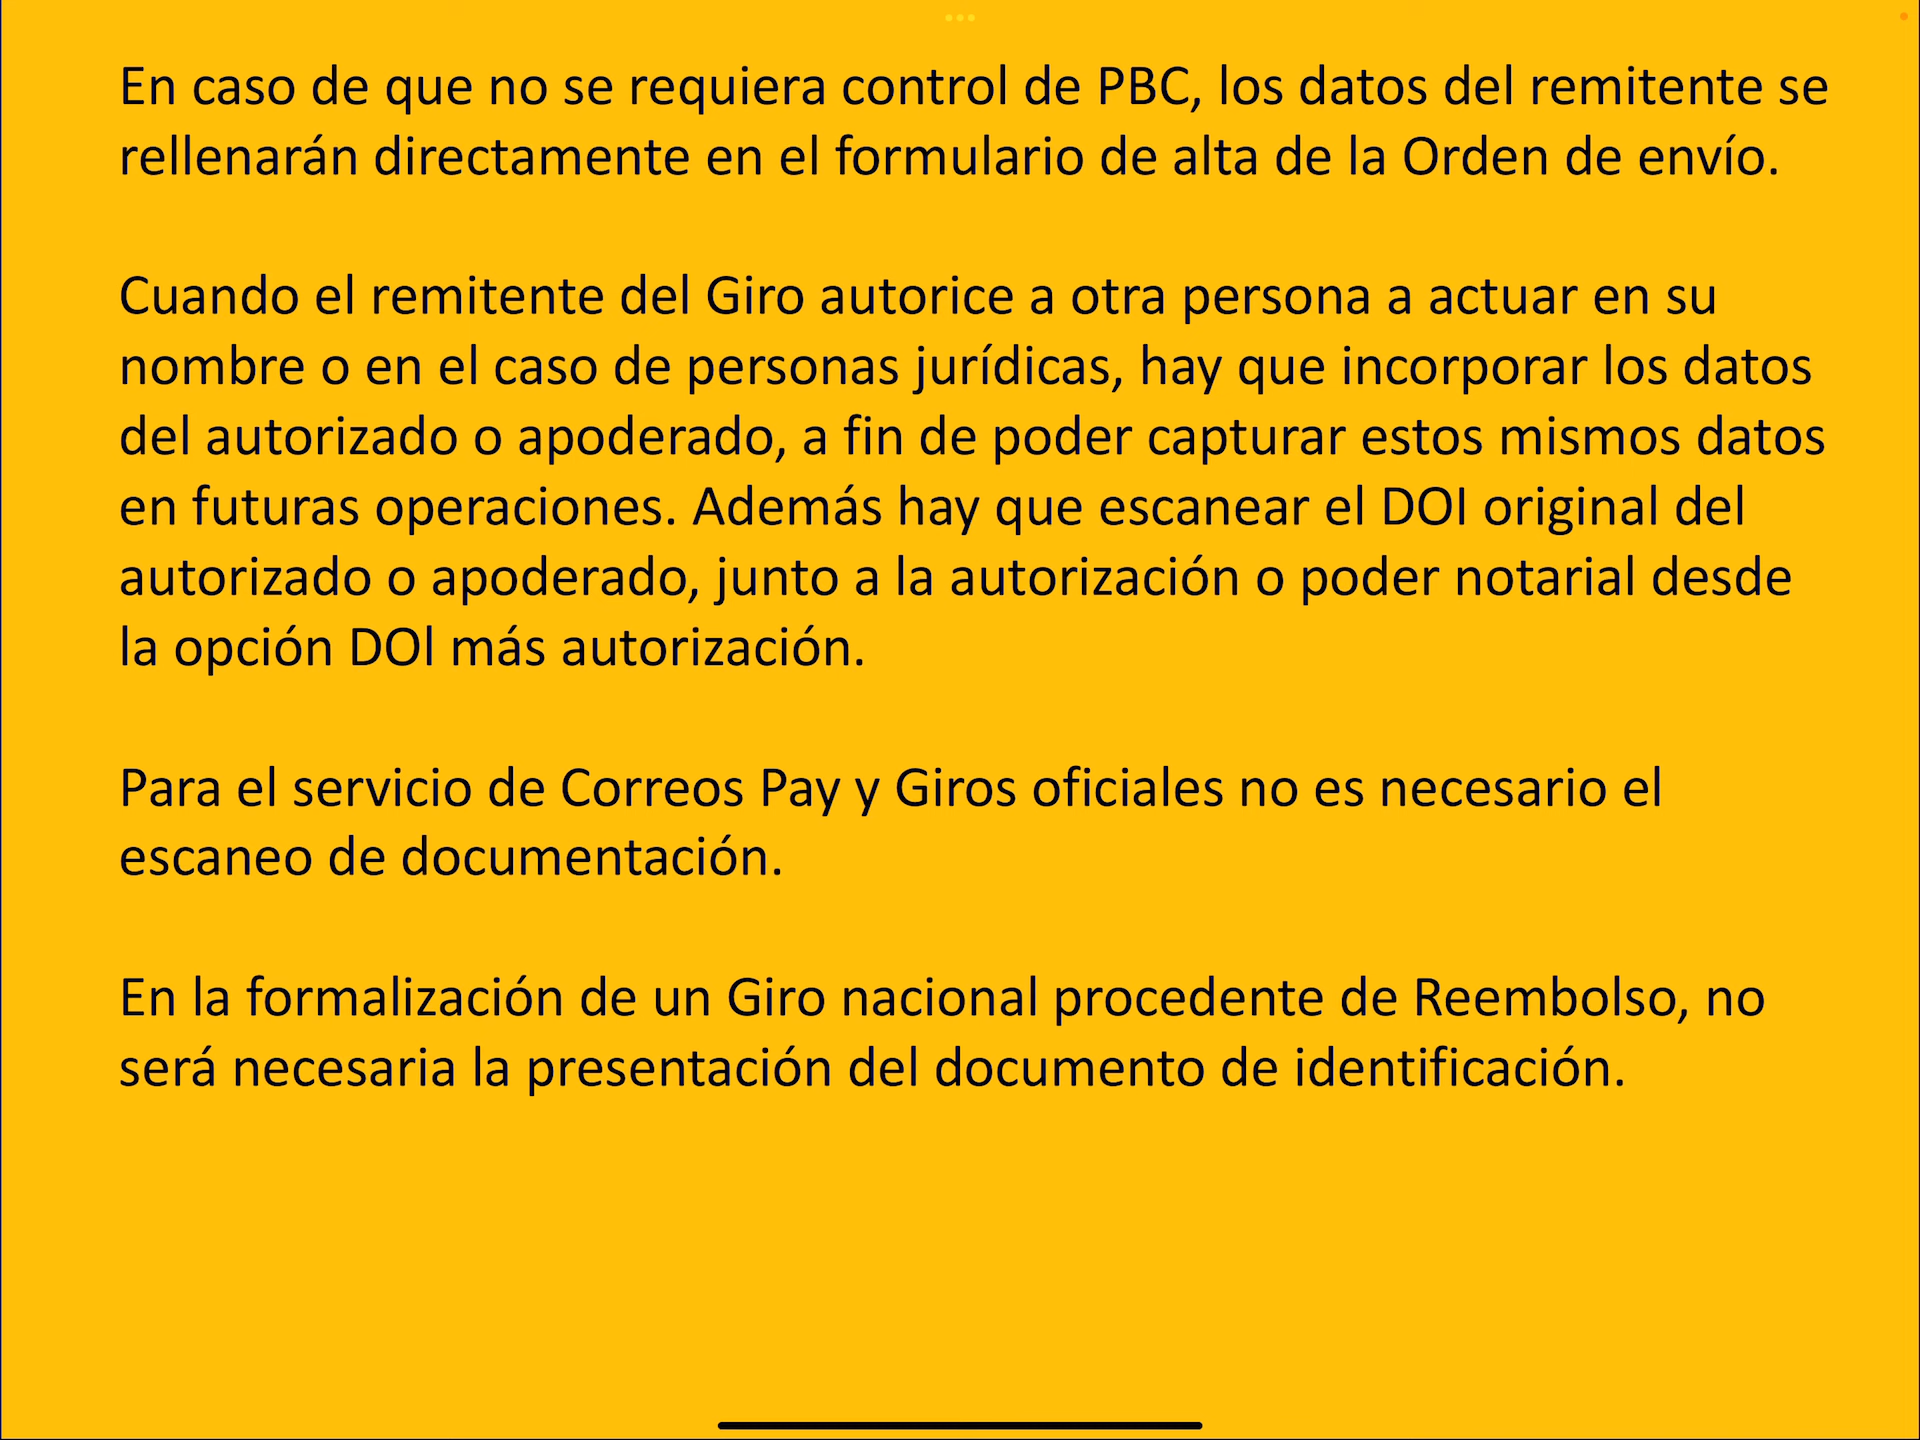 En caso de que no se requiera control de PBC, los datos del remitente se
rellenarán directamente en el formulario de alta de la Orden de envío.
Cuando el remitente del Giro autorice a otra persona a actuar en su
nombre o en el caso de personas jurídicas, hay que incorporar los datos
del autorizado o apoderado, a fin de poder capturar estos mismos datos
en futuras operaciones. Además hay que escanear el DOI original del
autorizado o apoderado, junto a la autorización o poder notarial desde
la opción DOl más autorización.
Para el servicio de Correos Pay y Giros oficiales no es necesario el
escaneo de documentación.
En la formalización de un Giro nacional procedente de Reembolso, no
será necesaria la presentación del documento de identificación.